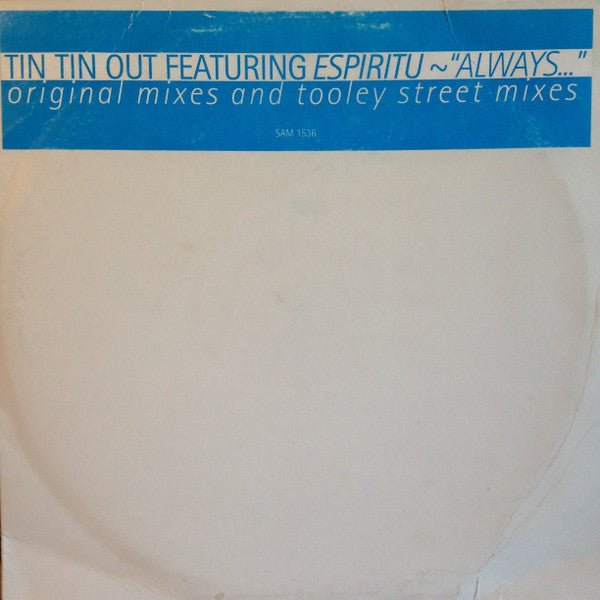 TIN TIN OUT FEATURING ESPIRITU ~"ALWAYS..."
original mixes and tooley street mixes
SAM 1536